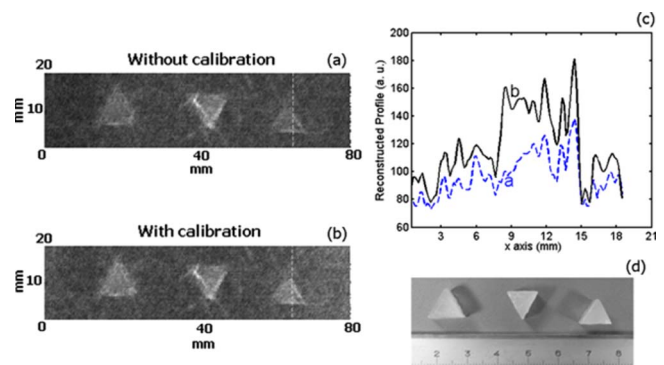 Without calibration
(a)
20
10
mm
0
40
80
mm
With calibration
(b)
20
10
mm
0
40
80
mm
(c)
200
180
160
140
120
100
80
60
Reconstructed Profile (a. u.)
b
a
3 6 9 12 15 18 21
x axis (mm)
(d)
2 3 4 5 6 7 8